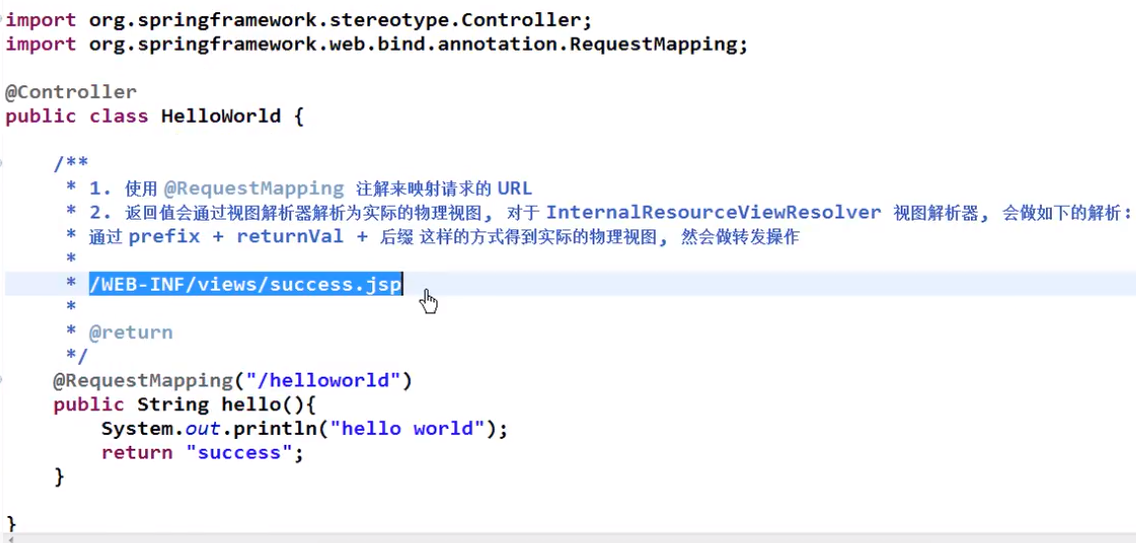 import org.springframework.stereotype.Controller;
import org.springframework.web.bind.annotation.RequestMapping;
@Controller
public class HelloWorld {
/**
* 1. 使用 @RequestMapping 注解来映射请求的 URL
* 2. 返回值会通过视图解析器解析为实际的物理视图, 对于 InternalResourceViewResolver 视图解析器, 会做如下的解析:
* 通过 prefix + returnVal + 后缀 这样的方式得到实际的物理视图, 然会做转发操作
*
* /WEB-INF/views/success.jsp
*
* @return
*/
@RequestMapping("/helloworld")
public String hello(){
System.out.println("hello world");
return "success";
}
}